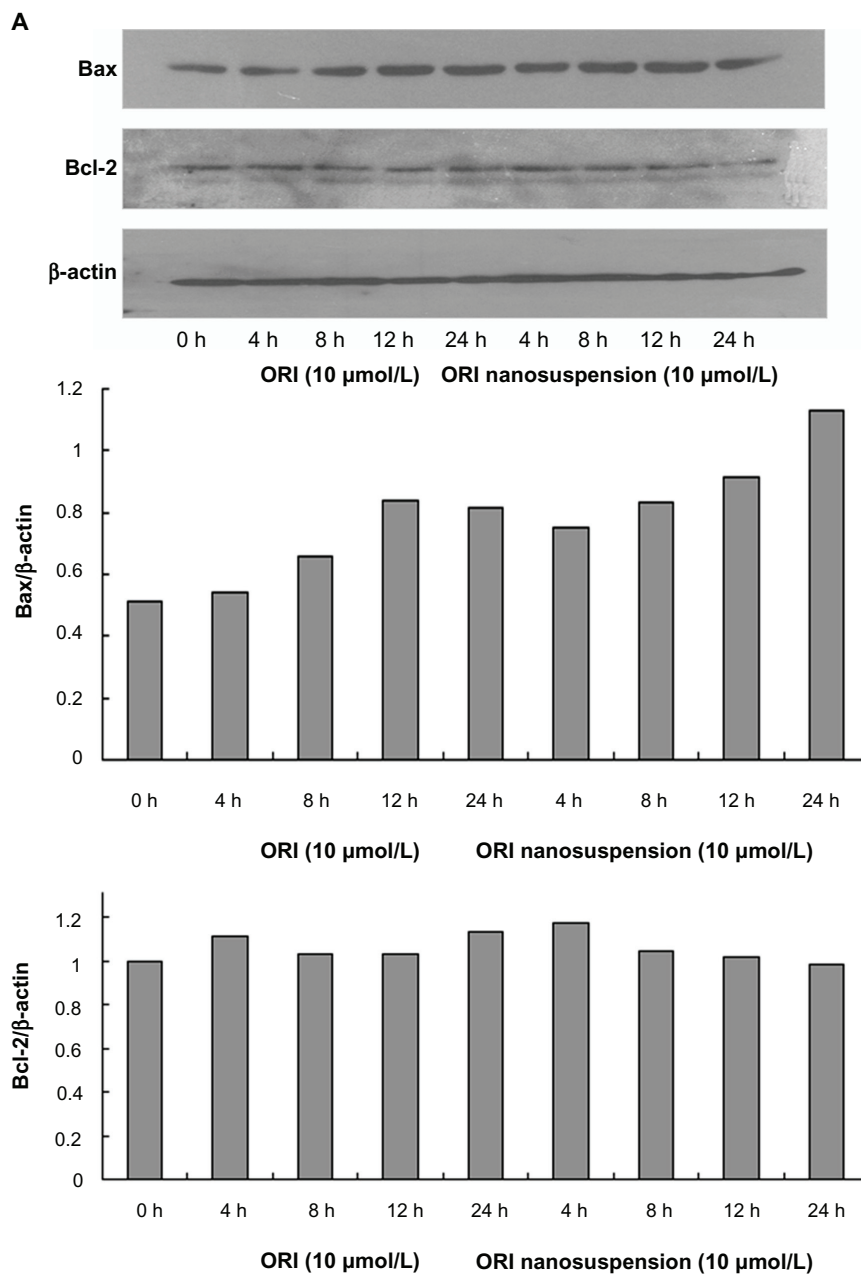 A
Bax
Bcl-2
β-actin
0 h 4 h 8 h 12 h 24 h 4 h 8 h 12 h 24 h
ORI (10 μmol/L) ORI nanosuspension (10 μmol/L)
1.2
1
0.8
0.6
0.4
0.2
0
Bax/β-actin
0 h 4 h 8 h 12 h 24 h 4 h 8 h 12 h 24 h
ORI (10 μmol/L) ORI nanosuspension (10 μmol/L)
1.2
1
0.8
0.6
0.4
0.2
0
Bcl-2/β-actin
0 h 4 h 8 h 12 h 24 h 4 h 8 h 12 h 24 h
ORI (10 μmol/L) ORI nanosuspension (10 μmol/L)